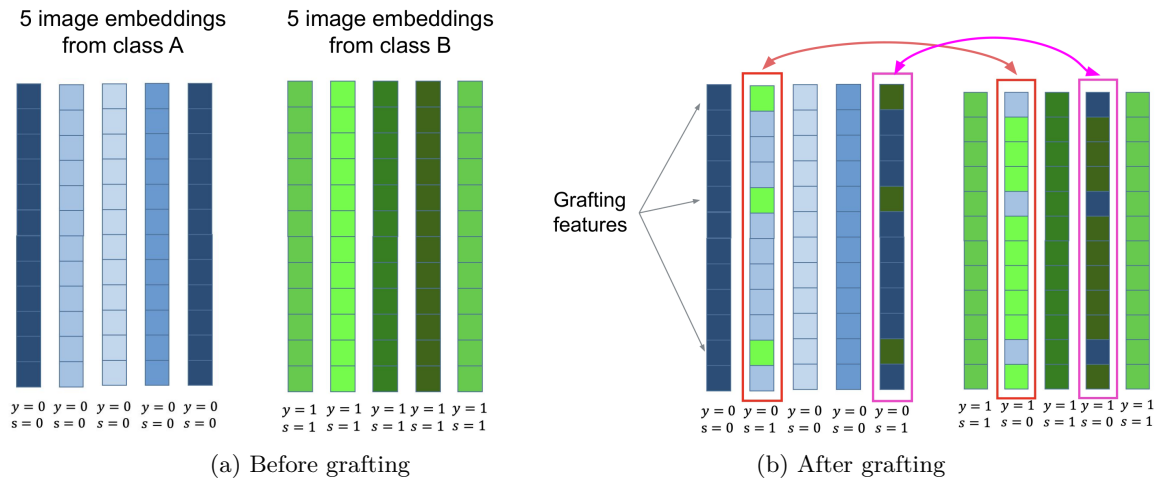 5 image embeddings
from class A
5 image embeddings
from class B
y = 0 y = 0 y = 0 y = 0 y = 0
s = 0 s = 0 s = 0 s = 0 s = 0
y = 1 y = 1 y = 1 y = 1 y = 1
s = 1 s = 1 s = 1 s = 1 s = 1
(a) Before grafting
Grafting
features
y = 0 y = 0 y = 0 y = 0 y = 0
s = 0 s = 1 s = 0 s = 0 s = 1
y = 1 y = 1 y = 1 y = 1 y = 1
s = 1 s = 0 s = 1 s = 0 s = 1
(b) After grafting